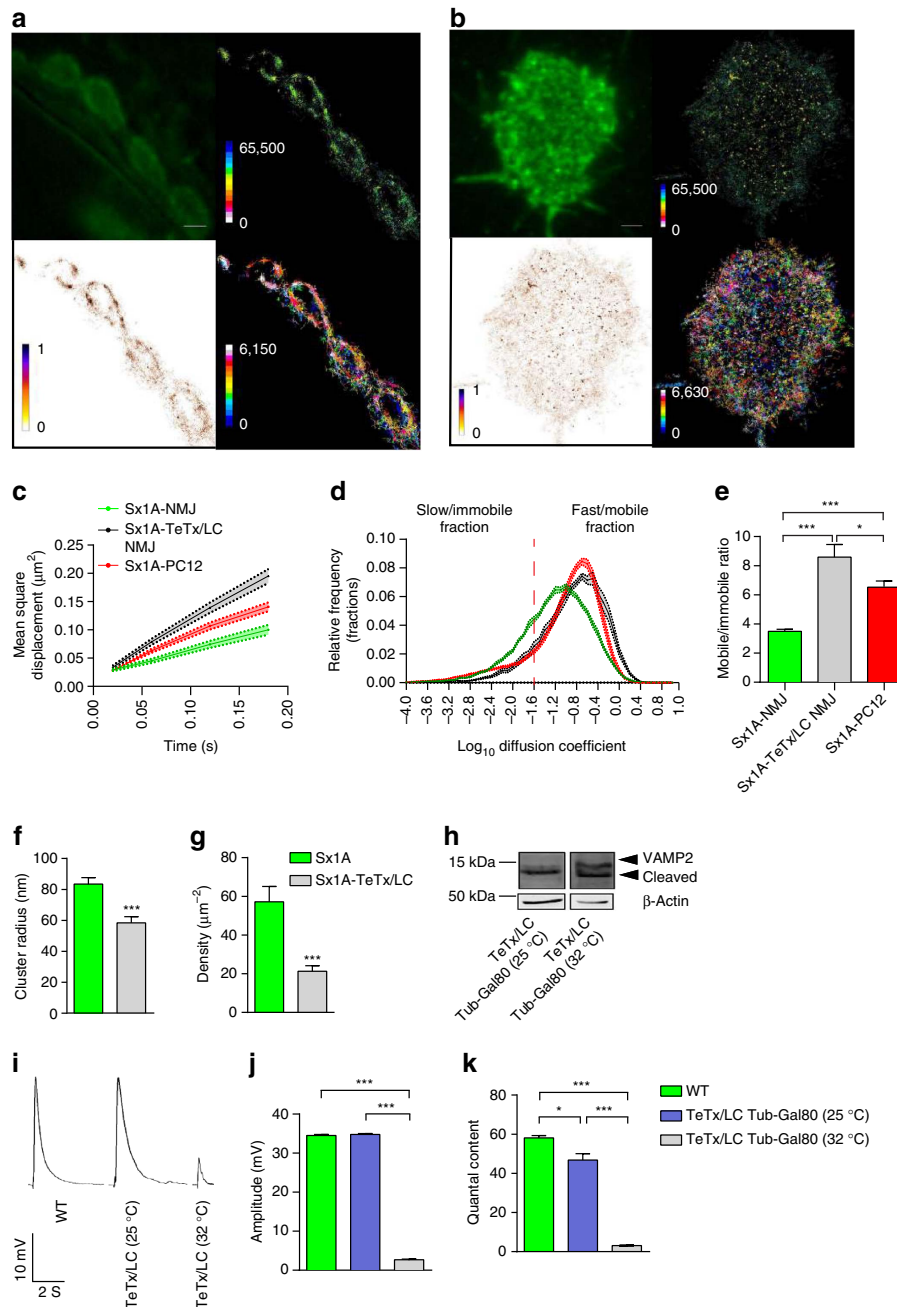 a
65,500
0
1
0
6,150
0
b
65,500
0
1
0
6,630
0
c
Sx1A-NMJ
Sx1A-TeTx/LC
NMJ
Sx1A-PC12
Mean square
displacement (μm²)
0.25
0.20
0.15
0.10
0.05
0.00
0.00
0.05
0.10
0.15
0.20
Time (s)
d
Slow/immobile
fraction
Fast/mobile
fraction
Relative frequency
(fractions)
0.10
0.08
0.06
0.04
0.02
0.00
−4.0
−3.6
−3.2
−2.8
−2.4
−2.0
−1.6
−1.2
−0.8
−0.4
0.0
0.4
1.0
Log₁₀ diffusion coefficient
e
***
***
*
Mobile/immobile ratio
10
8
6
4
2
0
Sx1A-NMJ
Sx1A-TeTx/LC NMJ
Sx1A-PC12
f
Cluster radius (nm)
100
80
60
40
20
0
***
g
Density (μm⁻²)
80
60
40
20
0
***
Sx1A
Sx1A-TeTx/LC
h
15 kDa
50 kDa
VAMP2
Cleaved
β-Actin
TeTx/LC
Tub-Gal80 (25 °C)
TeTx/LC
Tub-Gal80 (32 °C)
i
WT
TeTx/LC (25 °C)
TeTx/LC (32 °C)
10 mV
2 S
j
***
***
Amplitude (mV)
40
30
20
10
0
k
***
*
***
Quantal content
80
60
40
20
0
WT
TeTx/LC Tub-Gal80 (25 °C)
TeTx/LC Tub-Gal80 (32 °C)